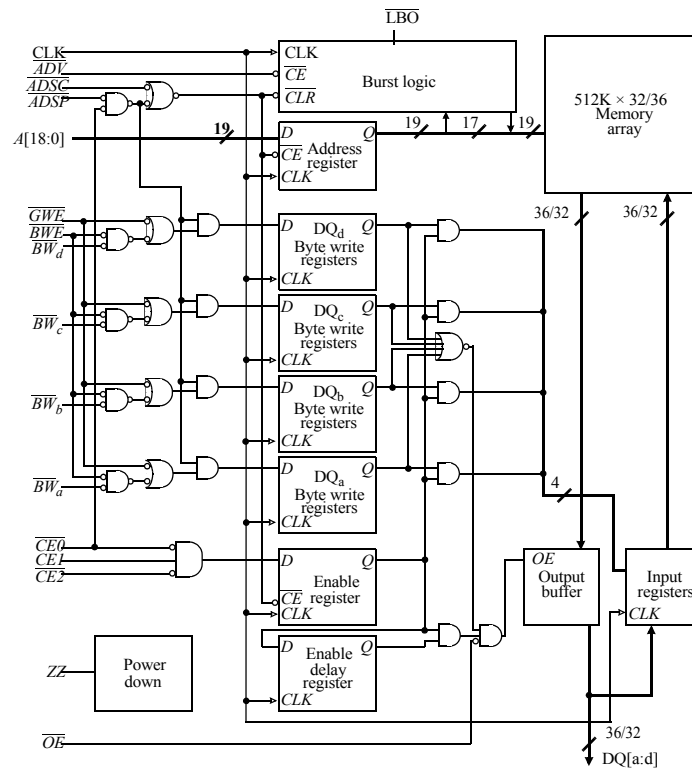 LBO
CLK
ADV
ADSC
ADSP
A[18:0]
19
CLK
CE
CLR
Burst logic
D
CE
CLK
Address
register
Q
19
17
19
512K × 32/36
Memory
array
36/32
36/32
GWE
BWE
BWd
D
DQd
Byte write
registers
Q
CLK
BWc
D
DQc
Byte write
registers
Q
CLK
BWb
D
DQb
Byte write
registers
Q
CLK
BWa
D
DQa
Byte write
registers
Q
CLK
4
CE0
CE1
CE2
D
Enable
register
Q
CE
CLK
D
Enable
delay
register
Q
CLK
OE
Output
buffer
Input
registers
CLK
ZZ
Power
down
OE
36/32
DQ[a:d]